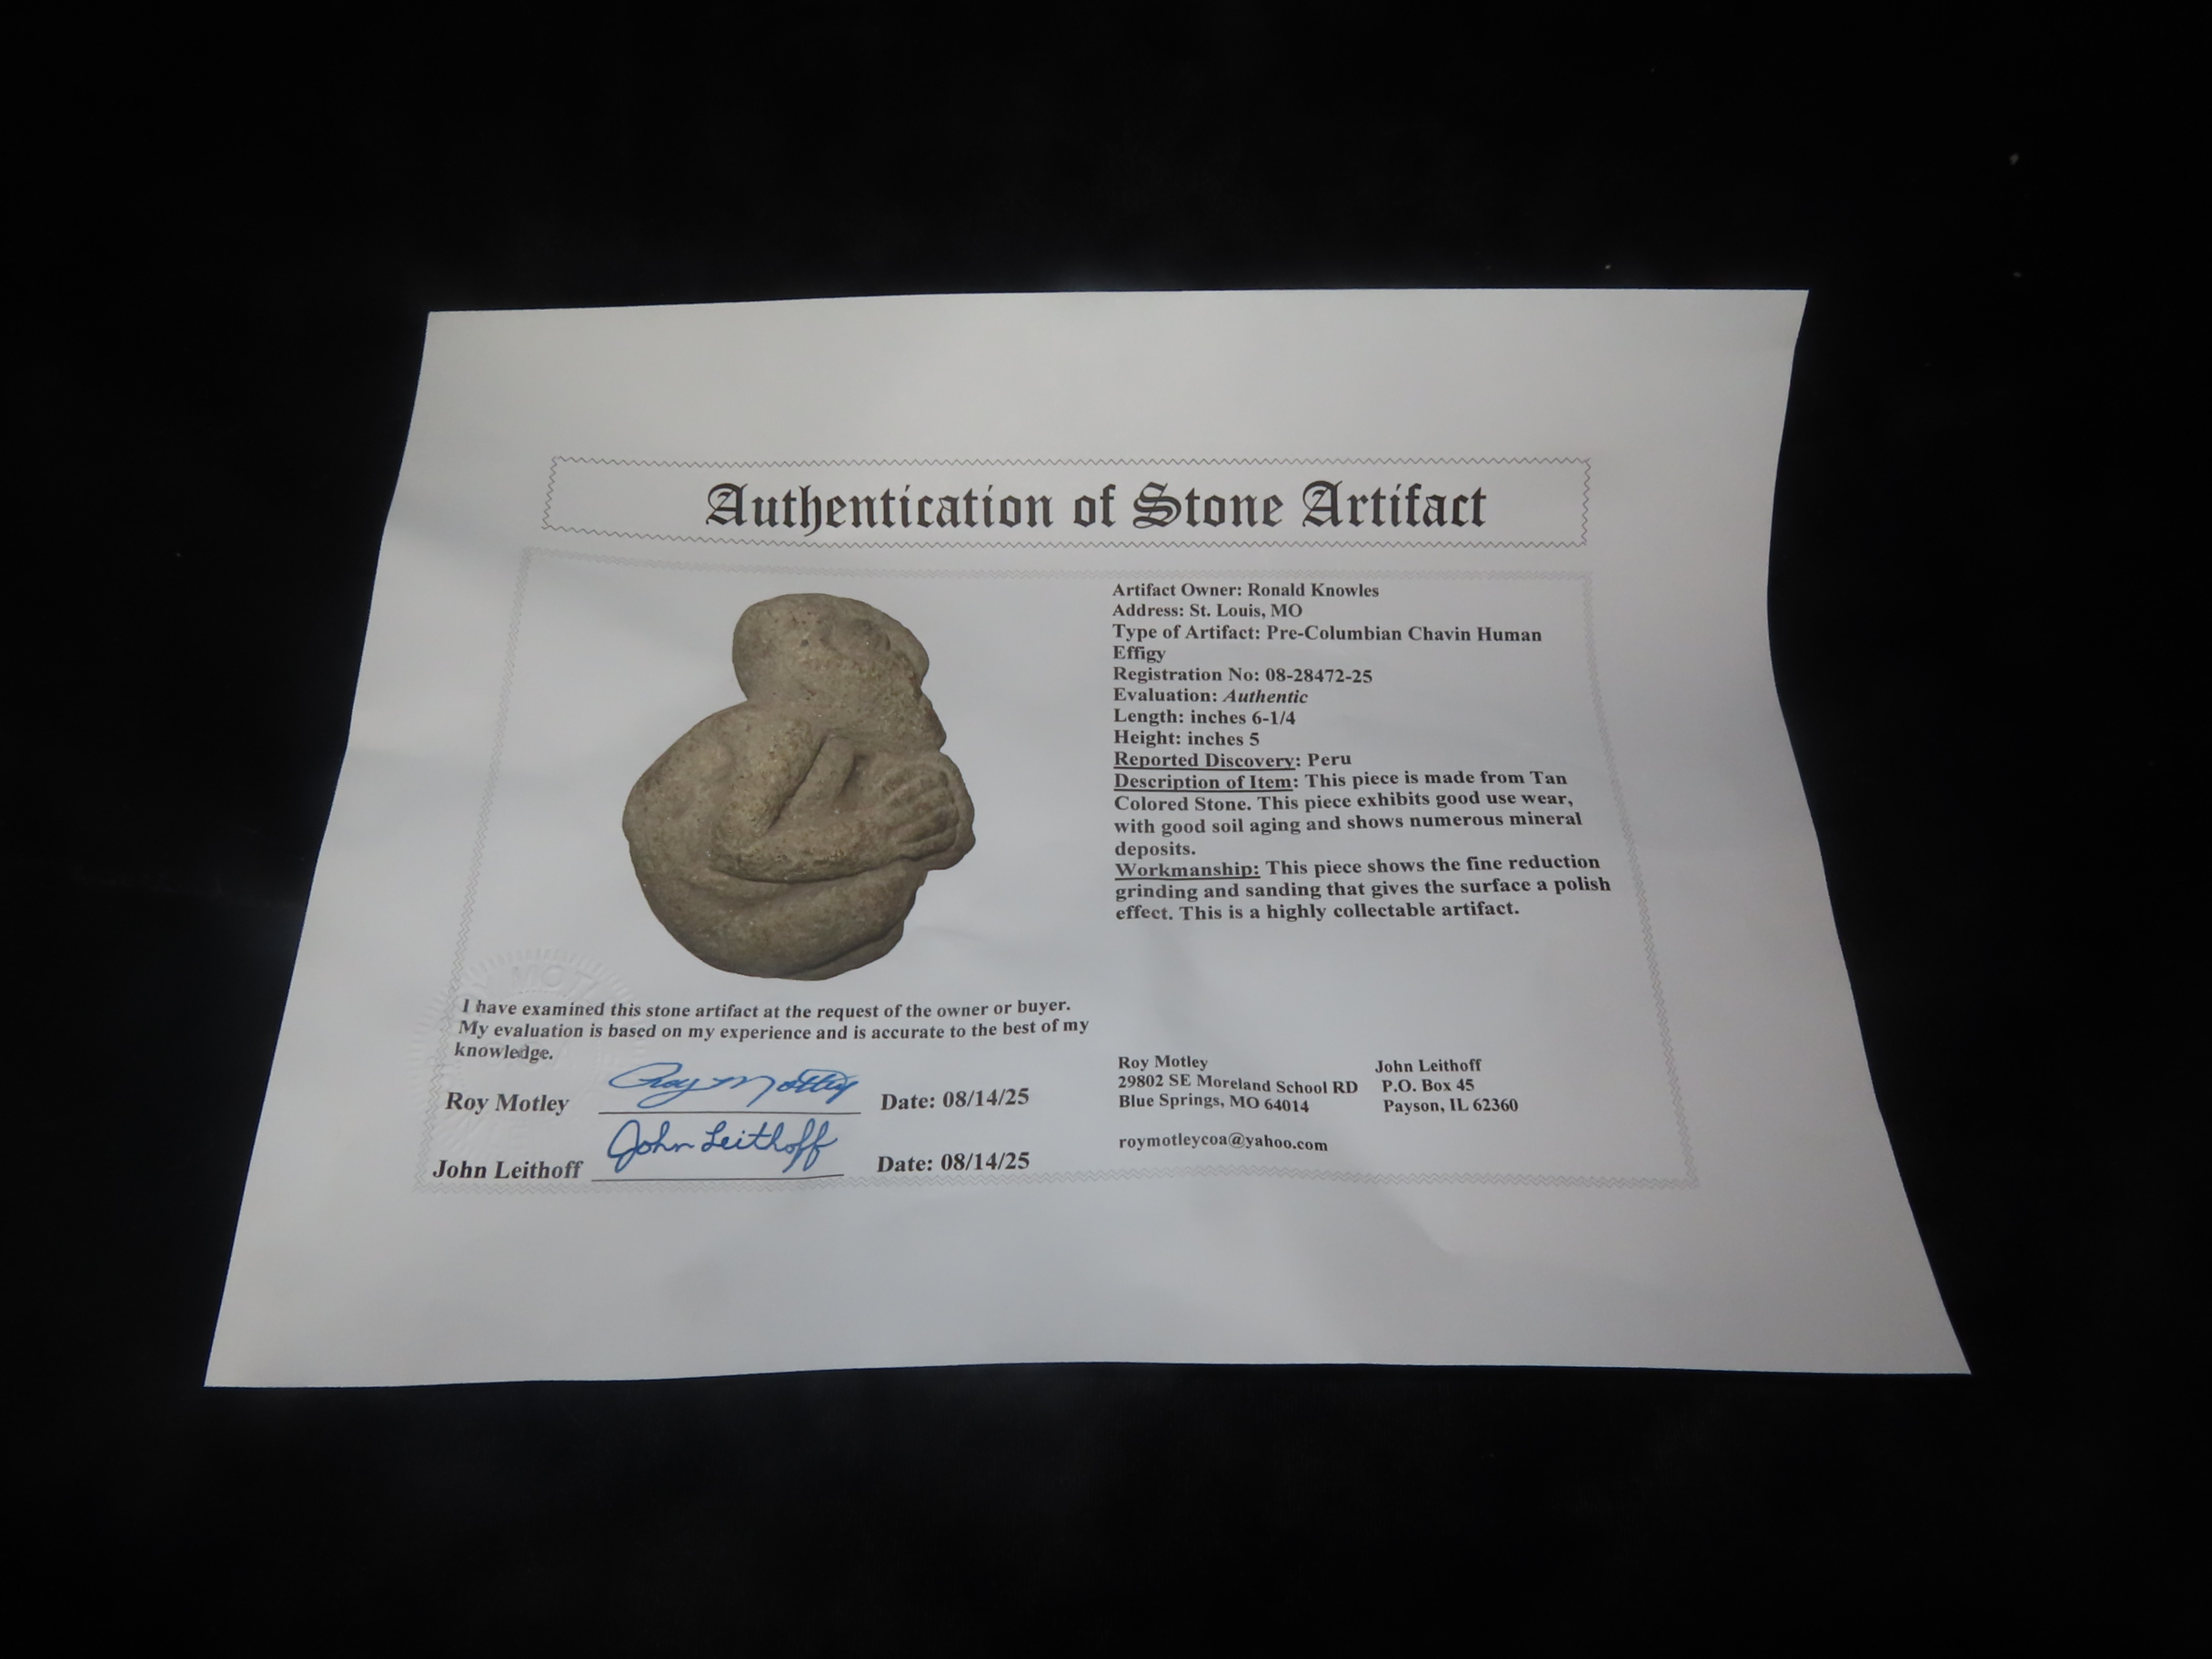 Authentication of Stone Artifact
Artifact Owner: Ronald Knowles
Address: St. Louis, MO
Type of Artifact: Pre-Columbian Chavin Human
Effigy
Registration No: 08-28472-25
Evaluation: Authentic
Length: inches 6-1/4
Height: inches 5
Reported Discovery: Peru
Description of Item: This piece is made from Tan
Colored Stone. This piece exhibits good use wear,
with good soil aging and shows numerous mineral
deposits.
Workmanship: This piece shows the fine reduction
grinding and sanding that gives the surface a polish
effect. This is a highly collectable artifact.
I have examined this stone artifact at the request of the owner or buyer.
My evaluation is based on my experience and is accurate to the best of my
knowledge.
Roy Motley Roy Motley Date: 08/14/25
John Leithoff John Leithoff Date: 08/14/25
Roy Motley
29802 SE Moreland School RD
Blue Springs, MO 64014
roymotleycoa@yahoo.com
John Leithoff
P.O. Box 45
Payson, IL 62360